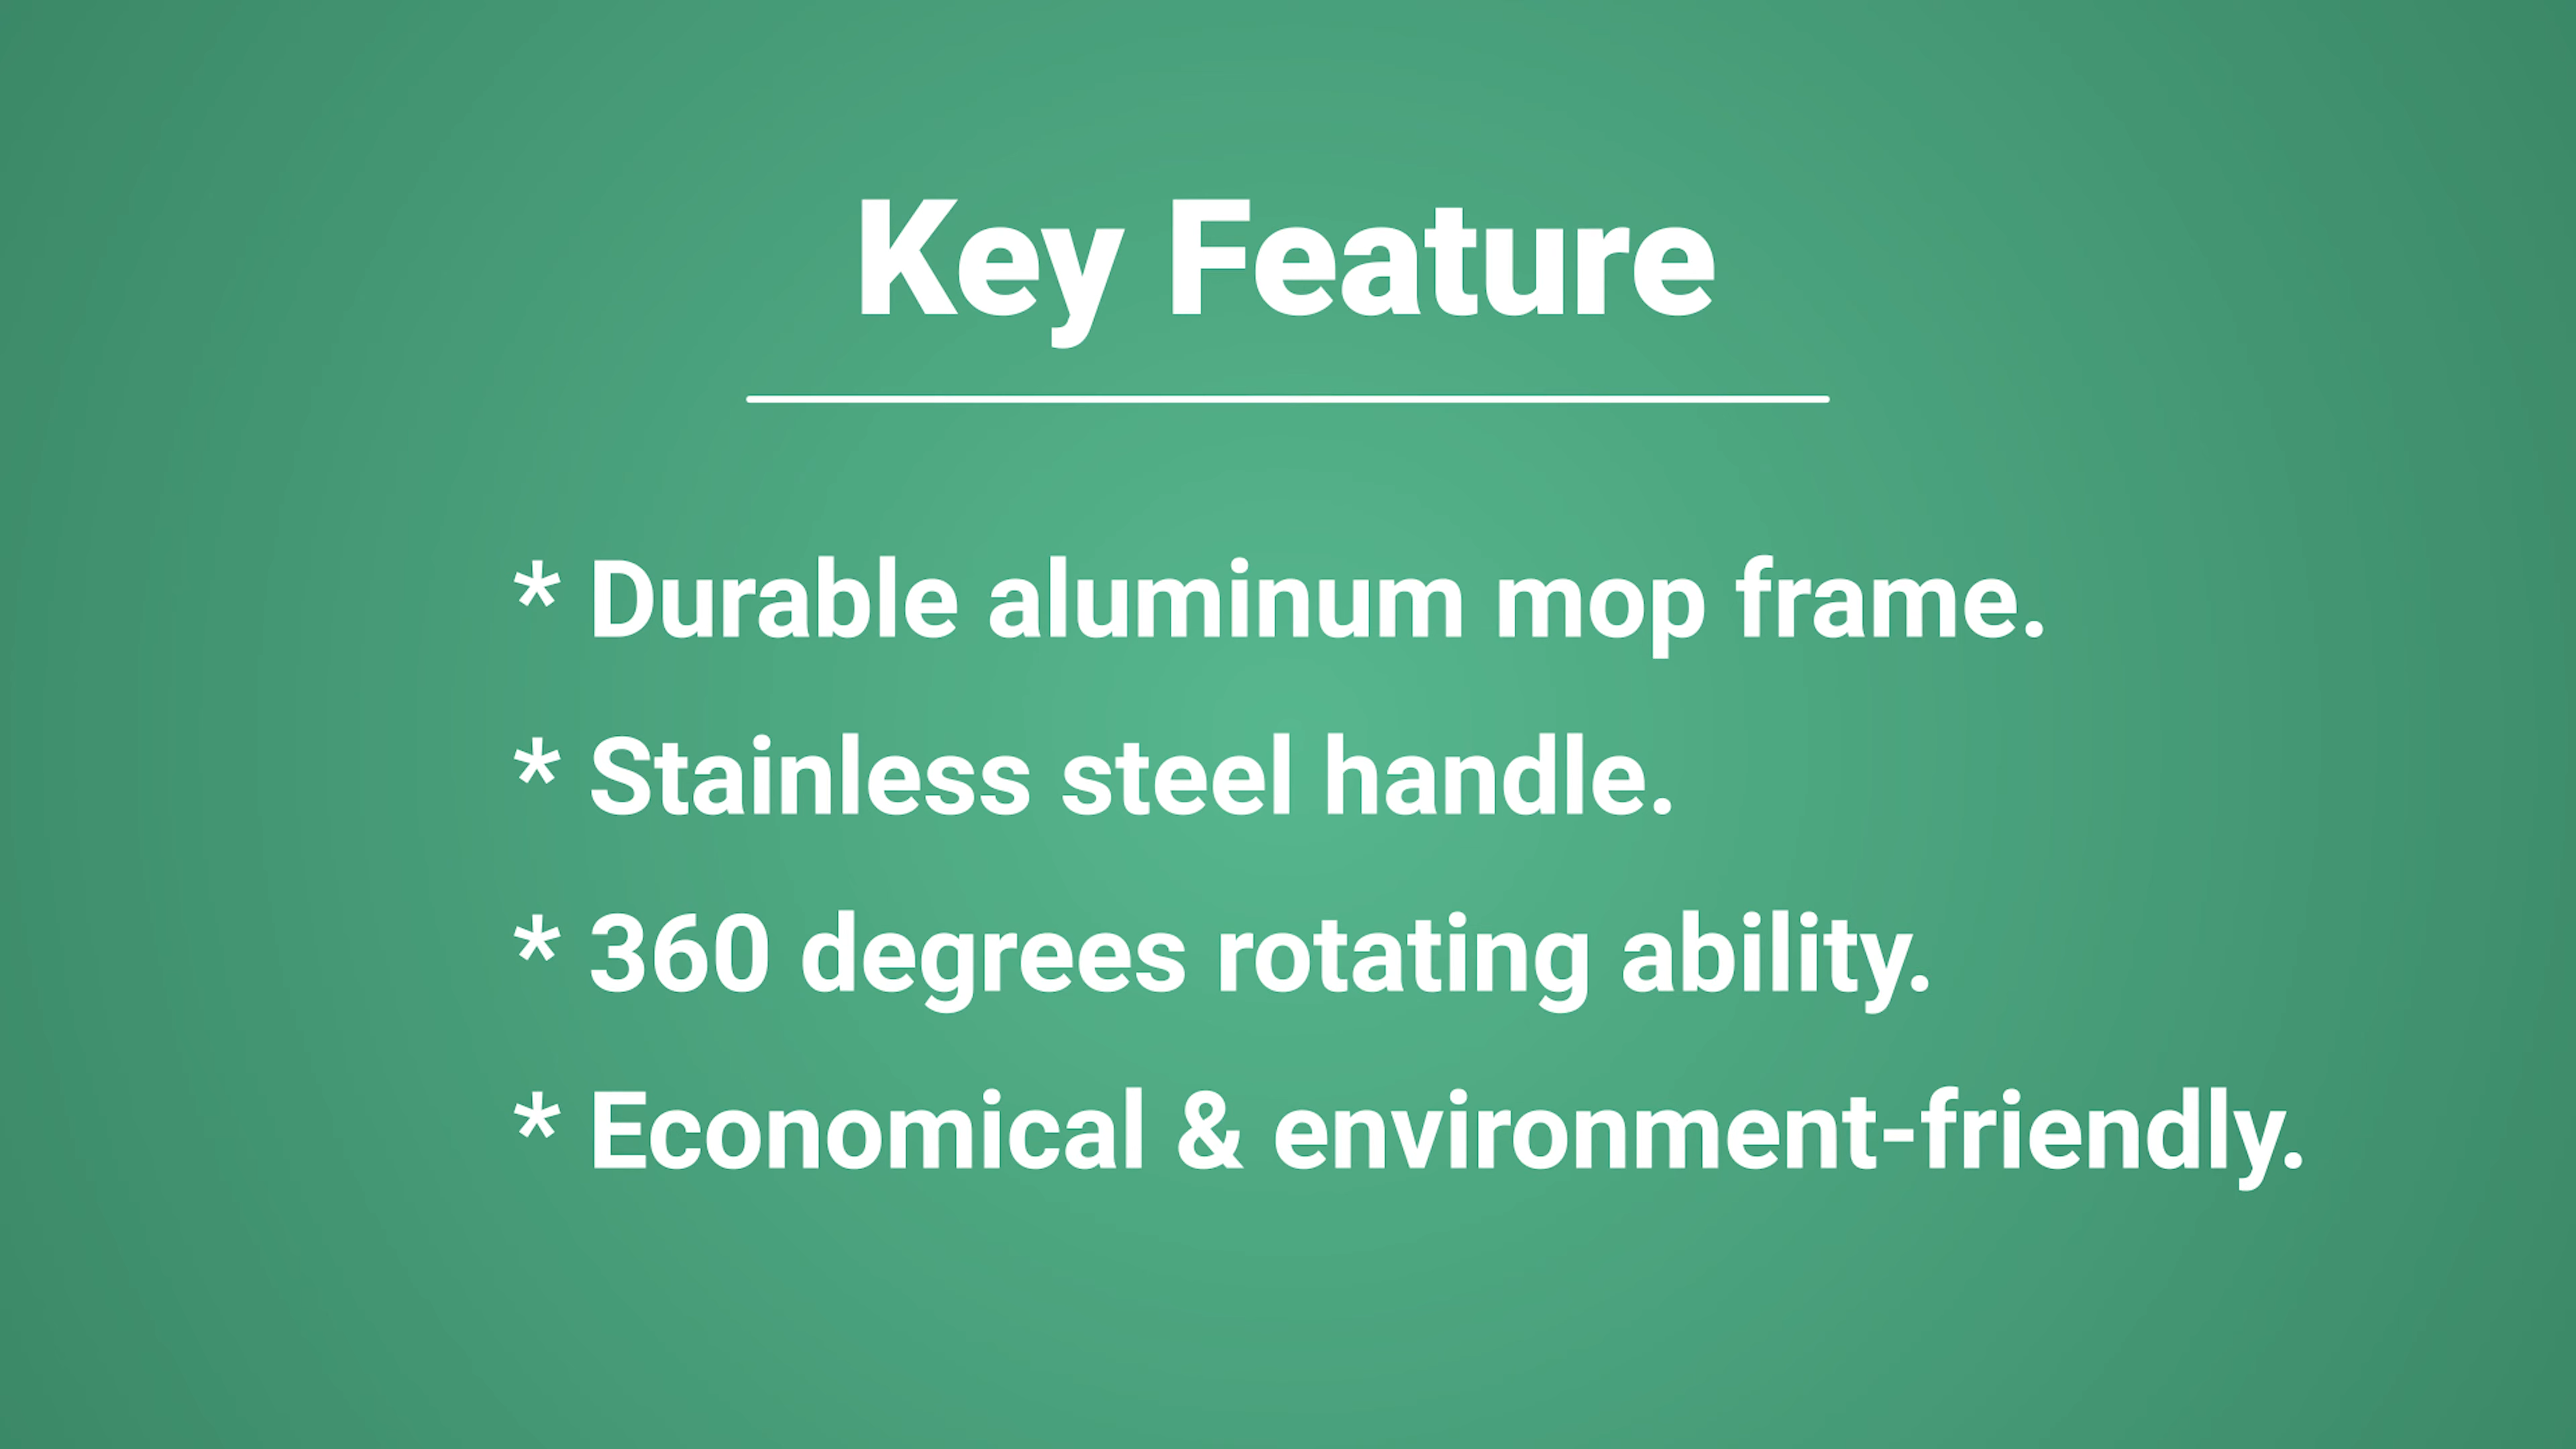 Key Feature
* Durable aluminum mop frame.
* Stainless steel handle.
* 360 degrees rotating ability.
* Economical & environment-friendly.